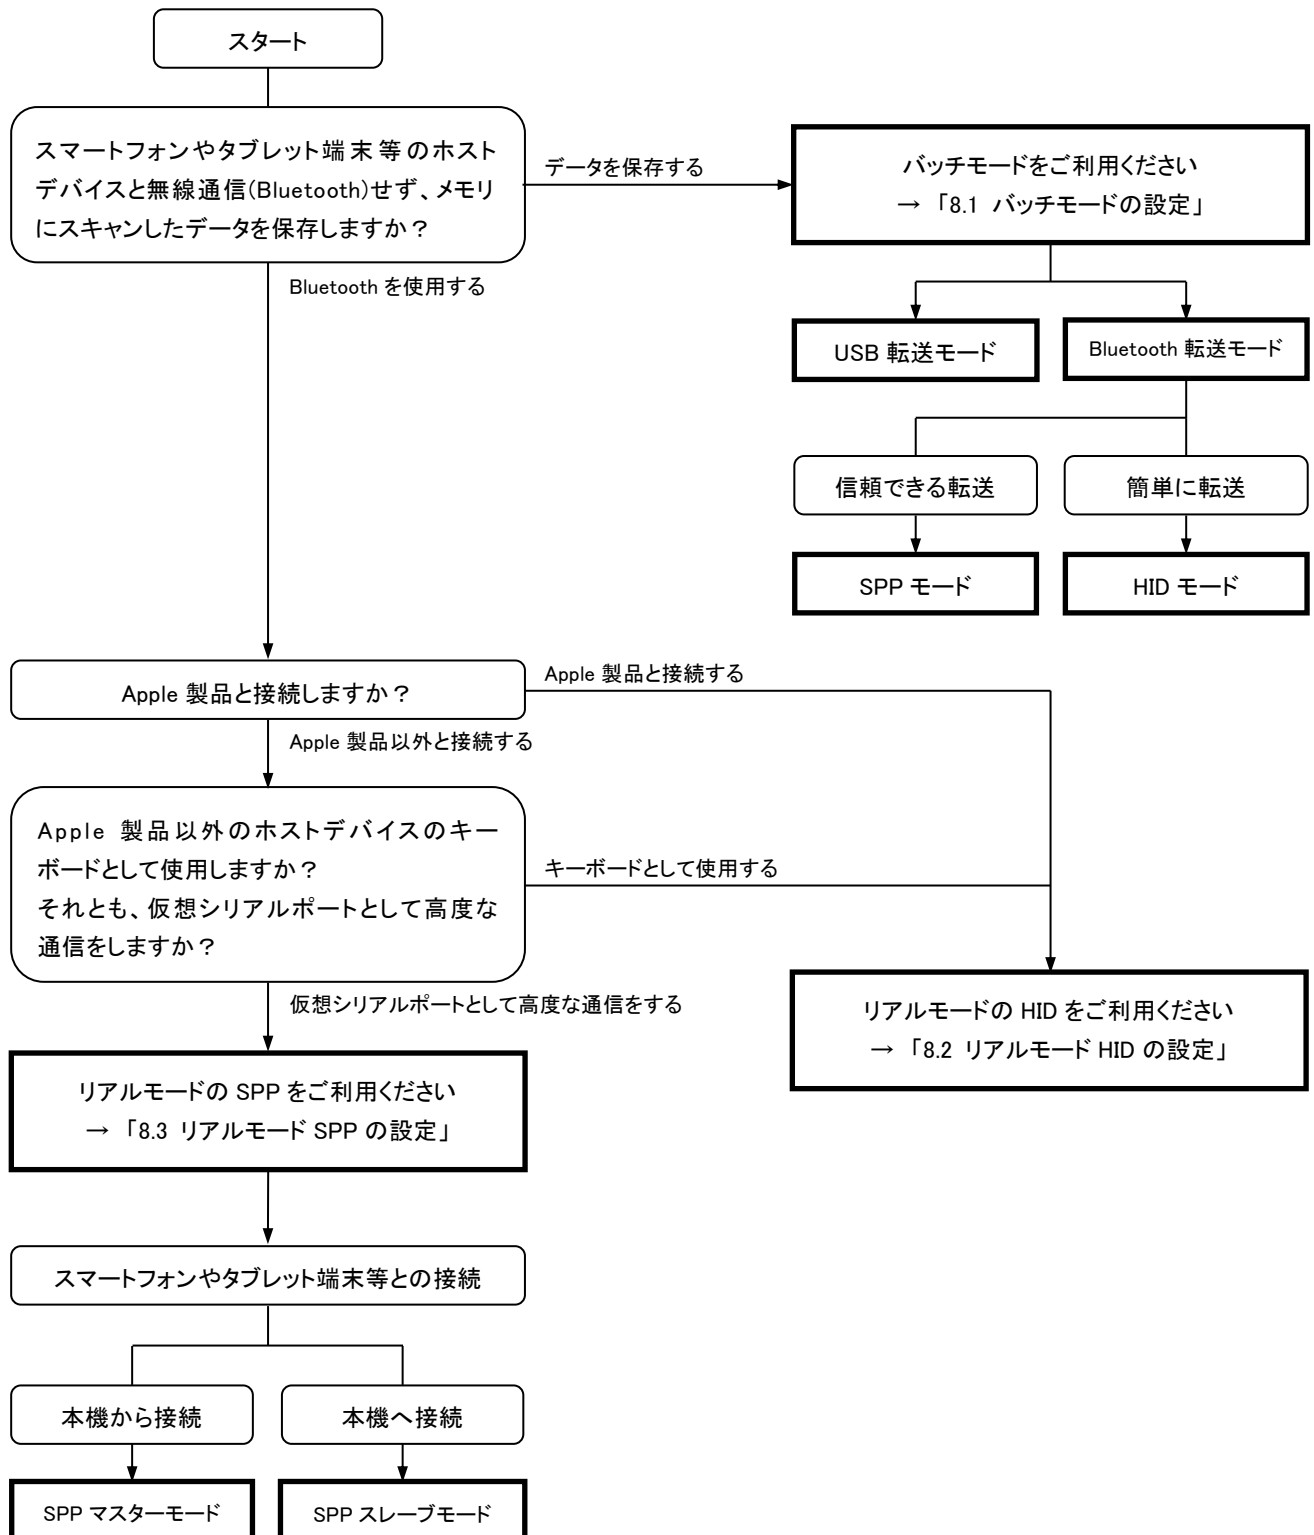 スタート
スマートフォンやタブレット端末等のホスト
デバイスと無線通信(Bluetooth)せず、メモリ
にスキャンしたデータを保存しますか？
データを保存する
バッチモードをご利用ください
→ 「8.1 バッチモードの設定」
Bluetooth を使用する
USB 転送モード
Bluetooth 転送モード
信頼できる転送
簡単に転送
SPP モード
HID モード
Apple 製品と接続しますか？
Apple 製品と接続する
Apple 製品以外と接続する
Apple 製品以外のホストデバイスのキー
ボードとして使用しますか？
それとも、仮想シリアルポートとして高度な
通信をしますか？
キーボードとして使用する
仮想シリアルポートとして高度な通信をする
リアルモードの HID をご利用ください
→ 「8.2 リアルモード HID の設定」
リアルモードの SPP をご利用ください
→ 「8.3 リアルモード SPP の設定」
スマートフォンやタブレット端末等との接続
本機から接続
本機へ接続
SPP マスターモード
SPP スレーブモード